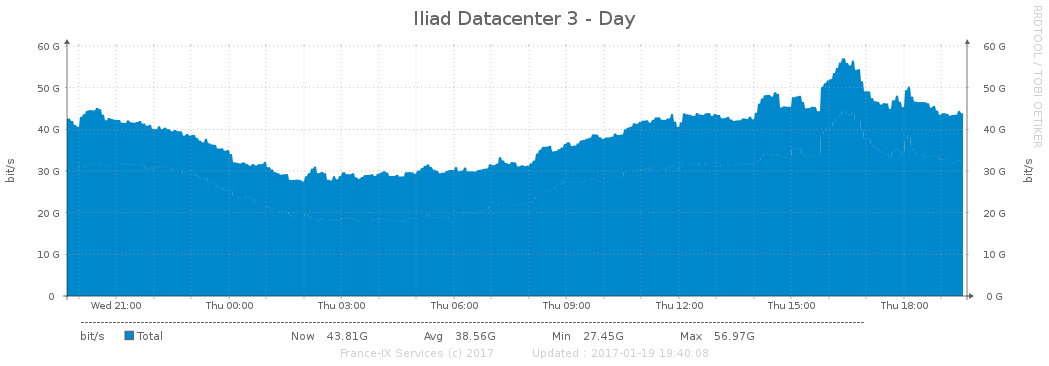 Iliad Datacenter 3 - Day
RRDTOOL / TOBI OETIKER
60 G 60 G
50 G 50 G
40 G 40 G
30 G 30 G
20 G 20 G
10 G 10 G
0 0 G
bit/s bit/s
Wed 21:00 Thu 00:00 Thu 03:00 Thu 06:00 Thu 09:00 Thu 12:00 Thu 15:00 Thu 18:00
bit/s Total Now 43.81G Avg 38.56G Min 27.45G Max 56.97G
France-IX Services (c) 2017 Updated : 2017-01-19 19:40:08